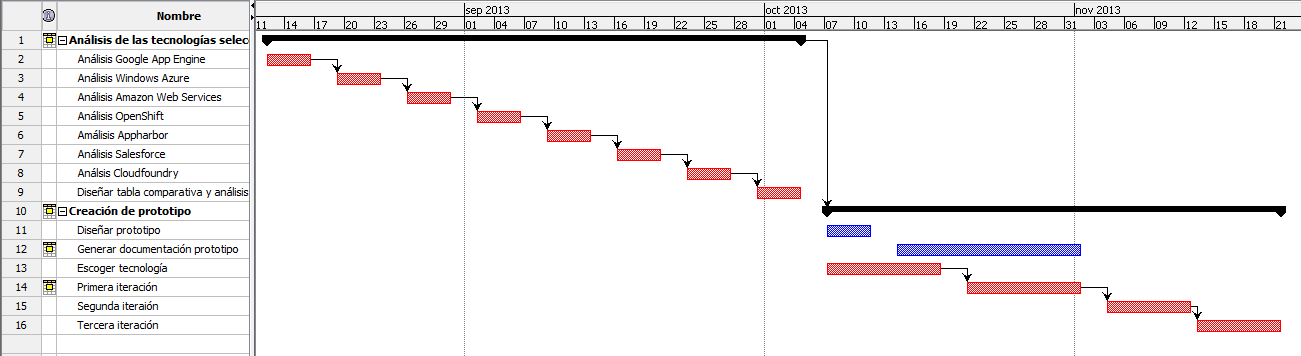 Nombre
sep 2013 oct 2013 nov 2013
11 14 17 20 23 26 29 01 04 07 10 13 16 19 22 25 28 01 04 07 10 13 16 19 22 25 28 31 03 06 09 12 15 18 21
1 Análisis de las tecnologías selec
2 Análisis Google App Engine
3 Análisis Windows Azure
4 Análisis Amazon Web Services
5 Análisis OpenShift
6 Amálisis Appharbor
7 Análisis Salesforce
8 Análsis Cloudfoundry
9 Diseñar tabla comparativa y análisis
10 Creación de prototipo
11 Diseñar prototipo
12 Generar documentación prototipo
13 Escoger tecnología
14 Primera iteración
15 Segunda iteraión
16 Tercera iteración